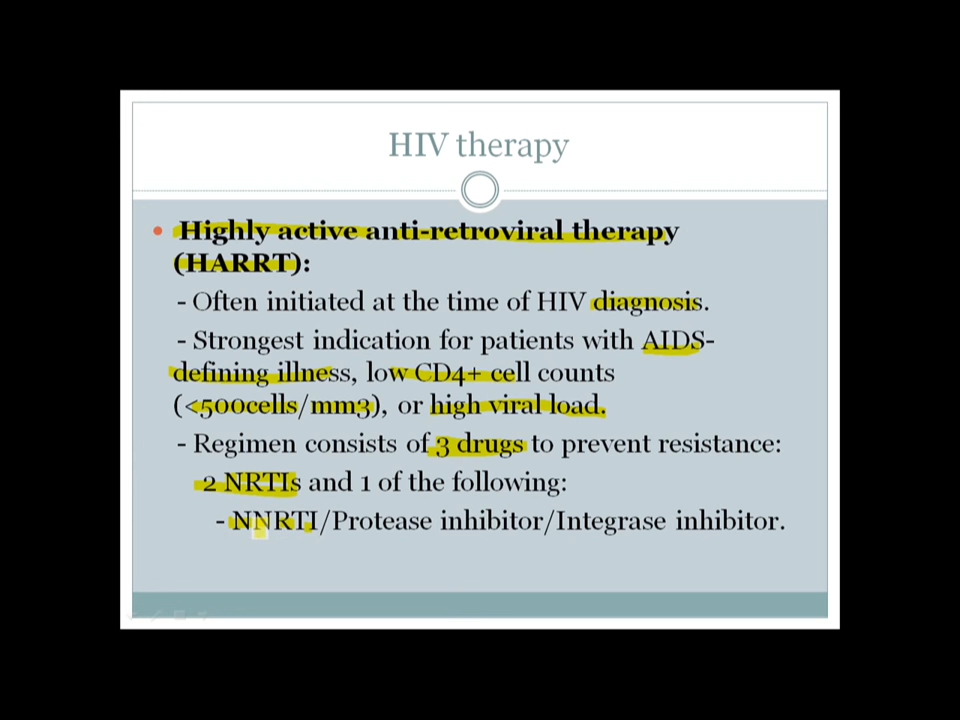 HIV therapy
• Highly active anti-retroviral therapy
(HARRT):
- Often initiated at the time of HIV diagnosis.
- Strongest indication for patients with AIDS-
defining illness, low CD4+ cell counts
(<500cells/mm3), or high viral load.
- Regimen consists of 3 drugs to prevent resistance:
2 NRTIs and 1 of the following:
- NNRTI/Protease inhibitor/Integrase inhibitor.